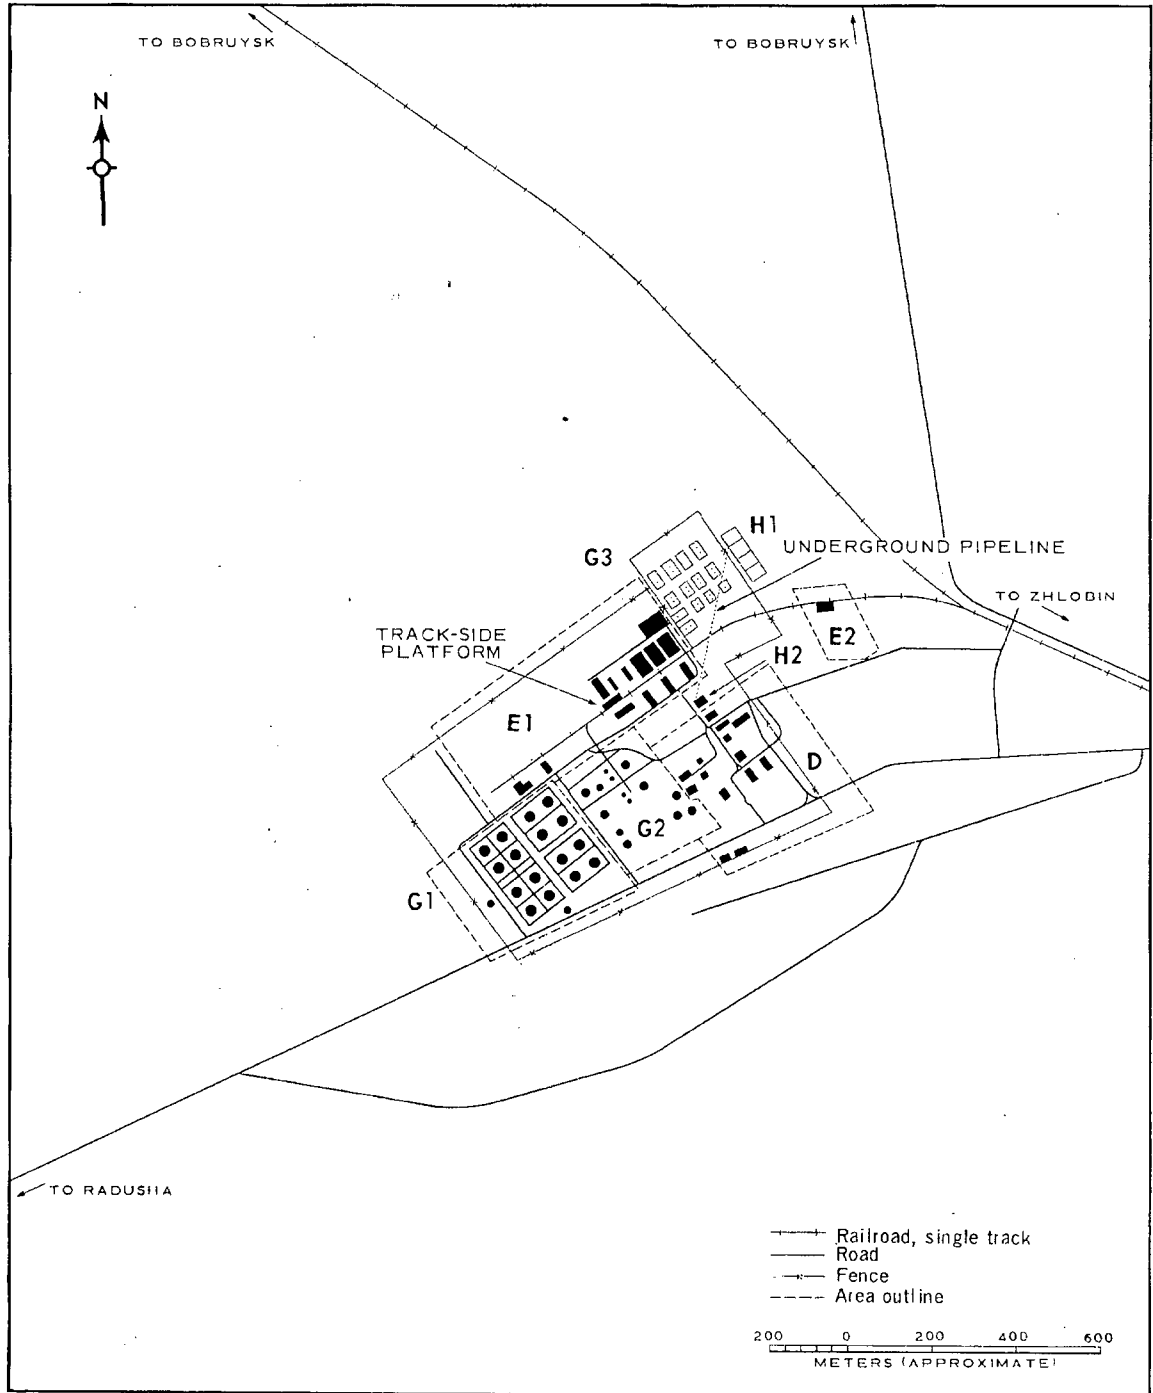 TO BOBRUYSK
TO BOBRUYSK
N
H1
G3
UNDERGROUND PIPELINE
TO ZHLOBIN
TRACK-SIDE
PLATFORM
E2
H2
E1
D
G2
G1
TO RADUSHA
Railroad, single track
Road
Fence
Area outline
200 0 200 400 600
METERS (APPROXIMATE)